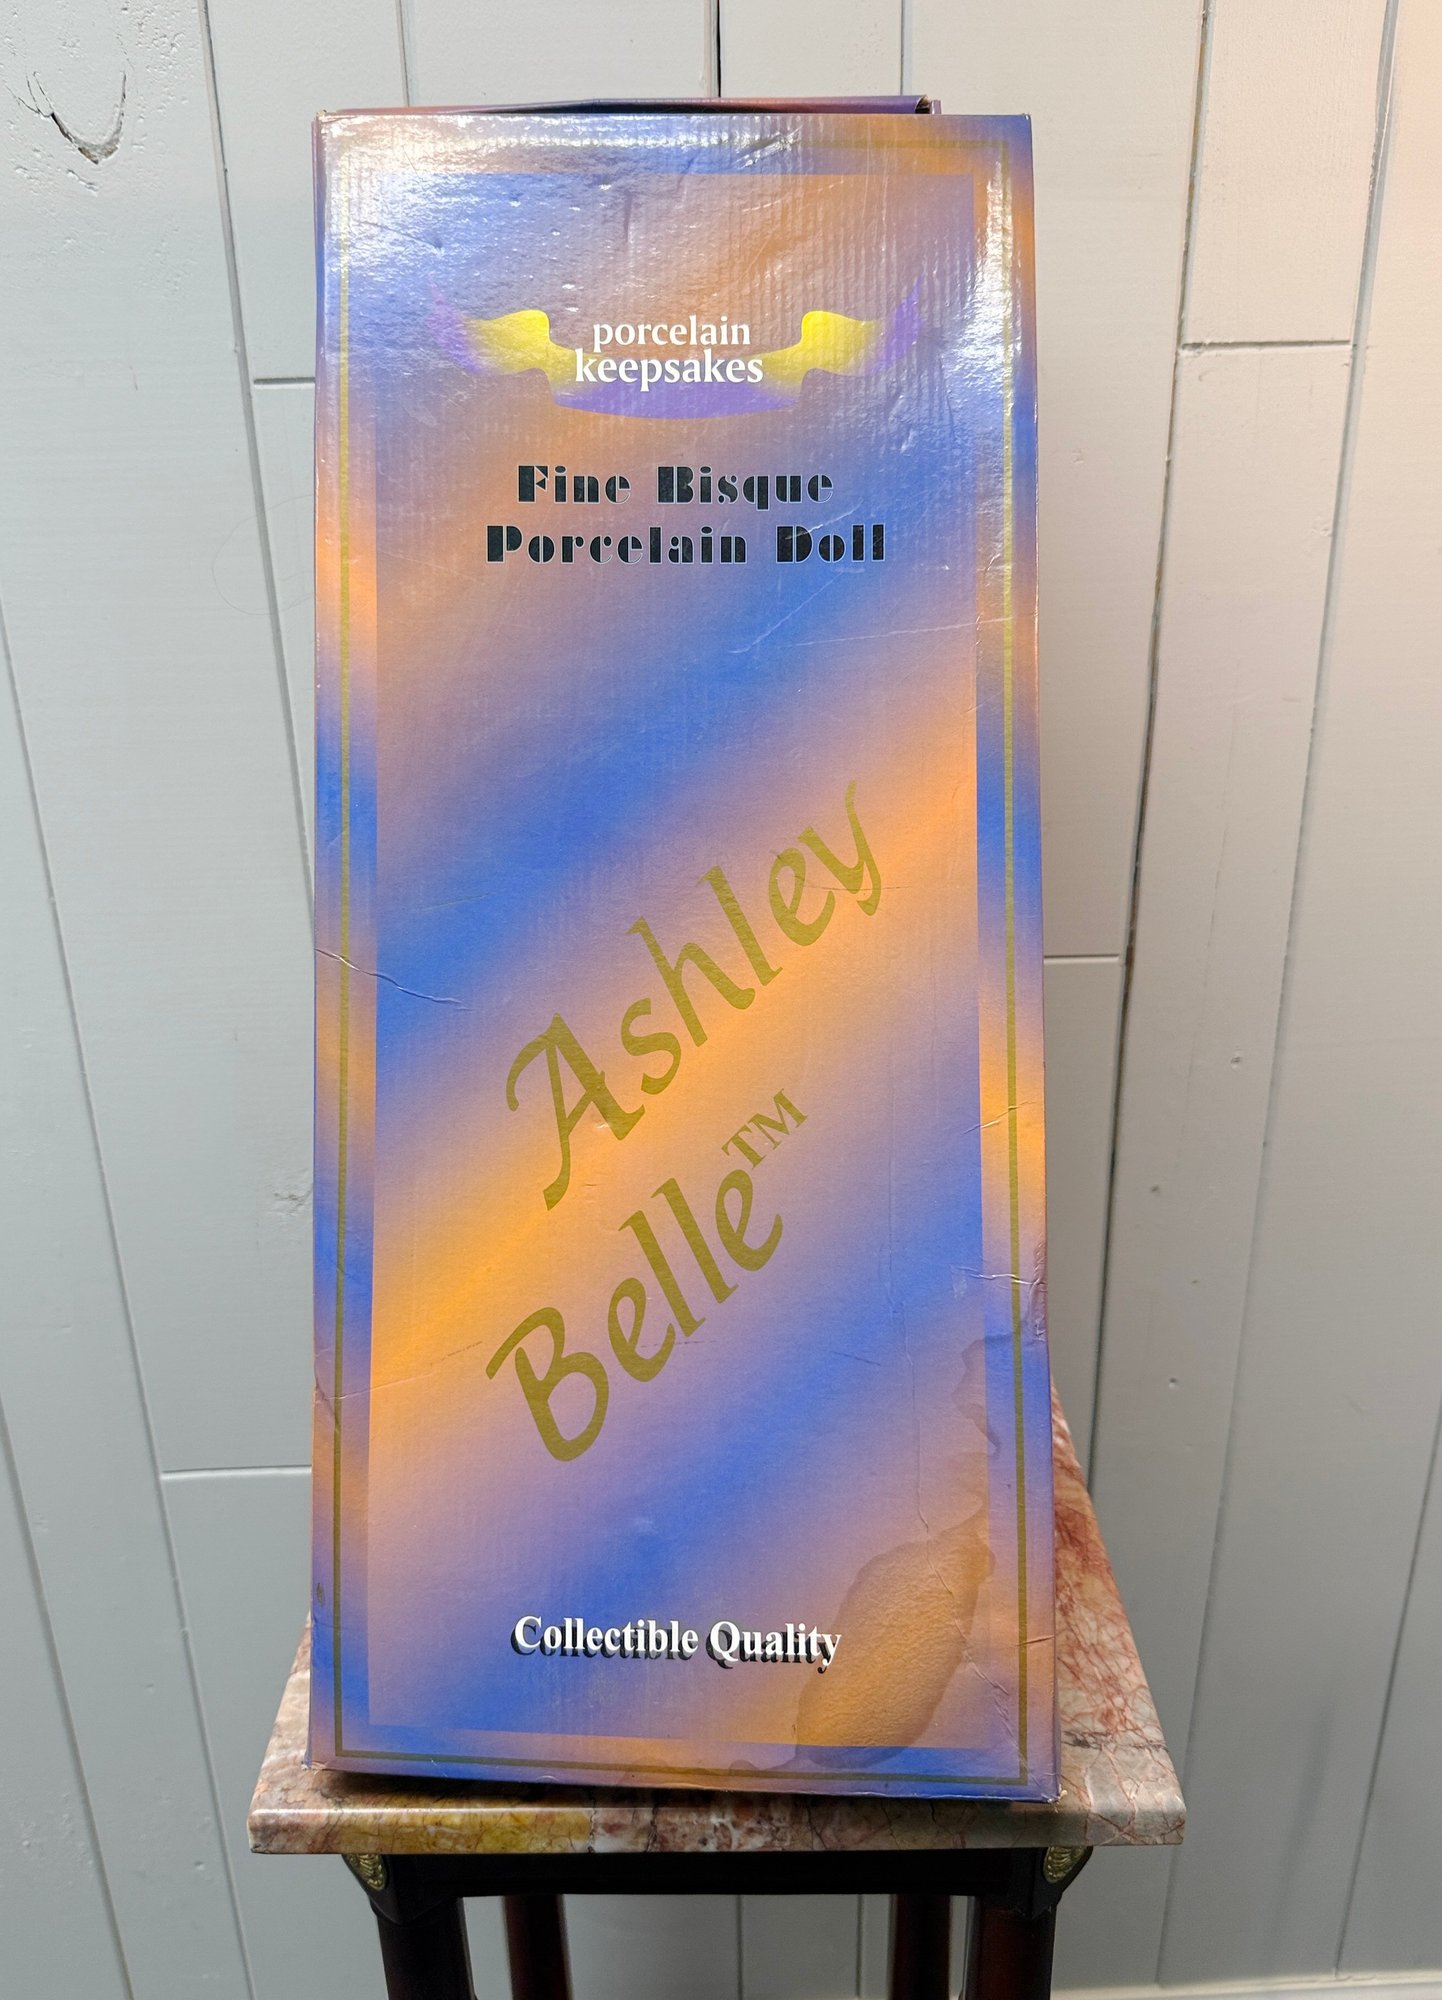 porcelain
keepsakes
Fine Bisque
Porcelain Doll
Ashley
Belle™
Collectible Quality